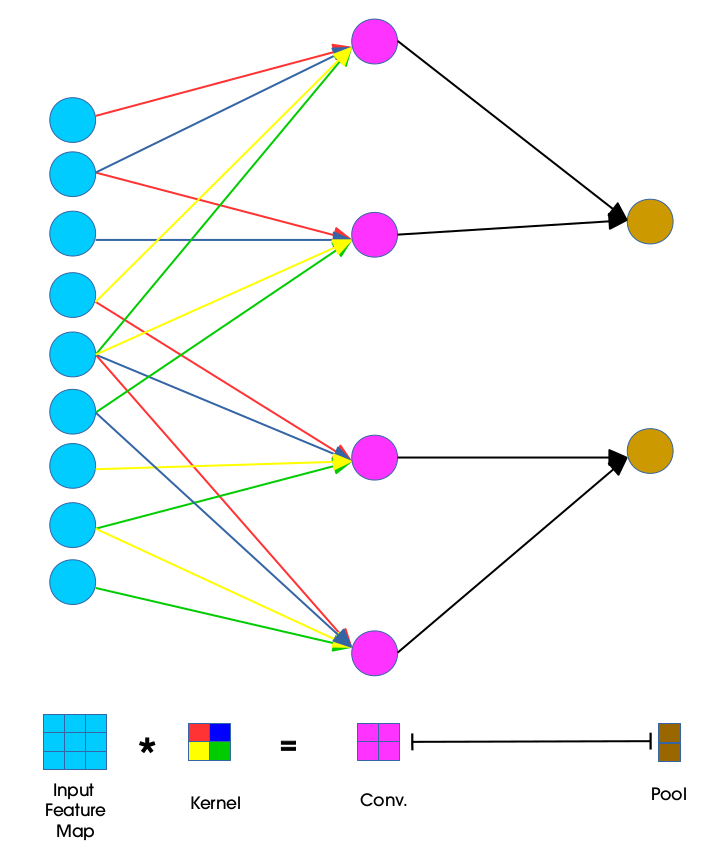 *
=
Input
Feature
Map
Kernel
Conv.
Pool